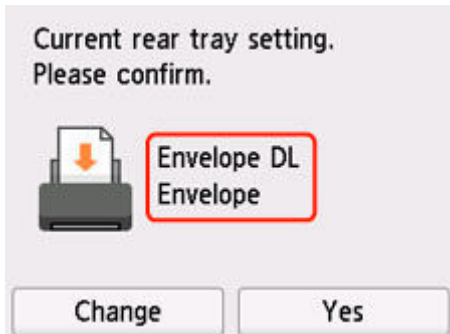 Current rear tray setting.
Please confirm.
Envelope DL
Envelope
Change
Yes